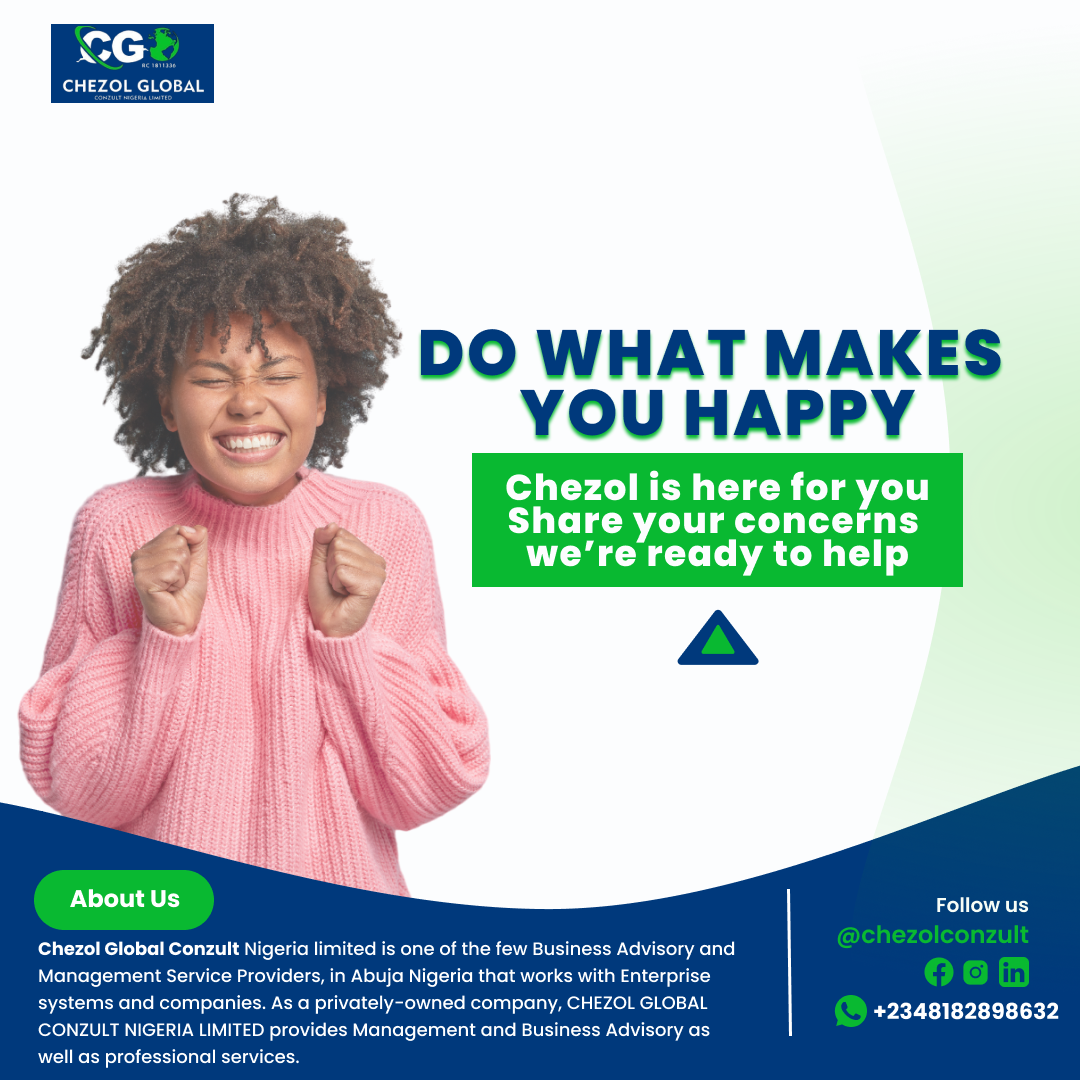 CG
RC 1811336
CHEZOL GLOBAL
CONZULT NIGERIA LIMITED
DO WHAT MAKES
YOU HAPPY
Chezol is here for you
Share your concerns
we’re ready to help
About Us
Chezol Global Conzult Nigeria limited is one of the few Business Advisory and
Management Service Providers, in Abuja Nigeria that works with Enterprise
systems and companies. As a privately-owned company, CHEZOL GLOBAL
CONZULT NIGERIA LIMITED provides Management and Business Advisory as
well as professional services.
Follow us
@chezolconzult
+2348182898632